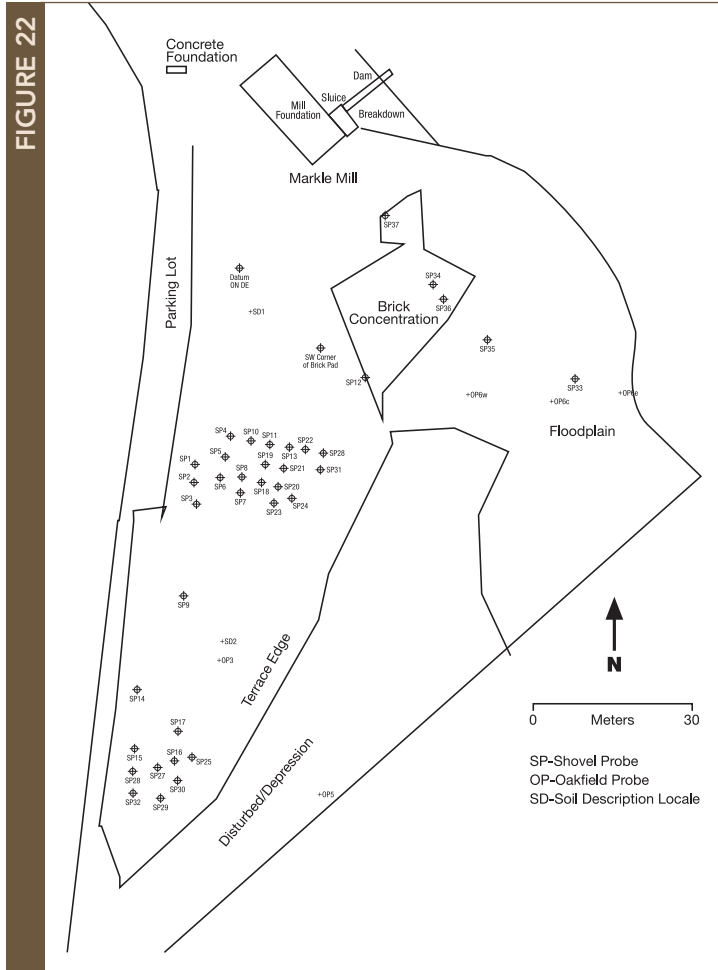 FIGURE 22
Concrete
Foundation
Dam
Sluice
Mill
Foundation
Breakdown
Markle Mill
SP37
Parking Lot
Datum
ON DE
SD1
SP34
SP36
Brick
Concentration
SW Corner
of Brick Pad
SP35
SP12
SP33
OP6w
OP6c
OP6e
Floodplain
SP4
SP10
SP11
SP22
SP28
SP5
SP19
SP13
SP1
SP8
SP21
SP31
SP2
SP6
SP18
SP20
SP3
SP7
SP23
SP24
SP9
SD2
OP3
Terrace Edge
N
0 Meters 30
SP14
SP17
SP15
SP16
SP25
SP28
SP27
SP30
SP32
SP29
Disturbed/Depression
OP5
SP-Shovel Probe
OP-Oakfield Probe
SD-Soil Description Locale